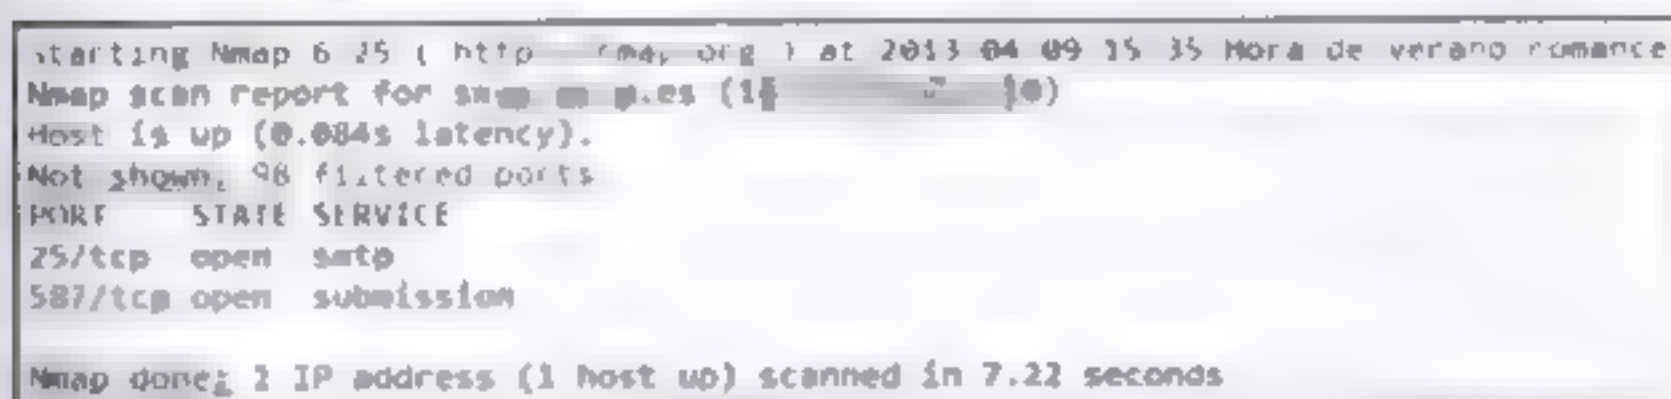 Starting Nmap 6.25 ( http org ) at 2013-04-09 15:35 Hora de verano romance
Nmap scan report for
Host is up (0.084s latency).
Not shown: 98 filtered ports
PORT STATE SERVICE
25/tcp open smtp
587/tcp open submission
Nmap done: 1 IP address (1 host up) scanned in 7.22 seconds